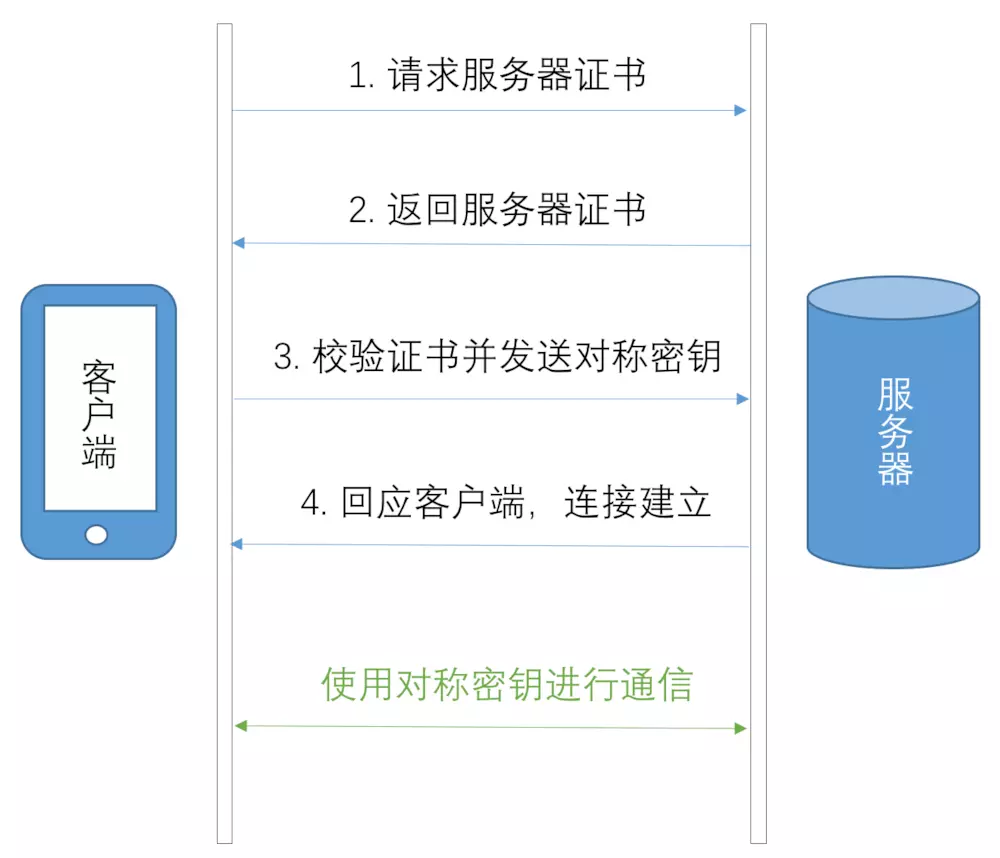 1. 请求服务器证书
2. 返回服务器证书
3. 校验证书并发送对称密钥
客户端
服务器
4. 回应客户端，连接建立
使用对称密钥进行通信